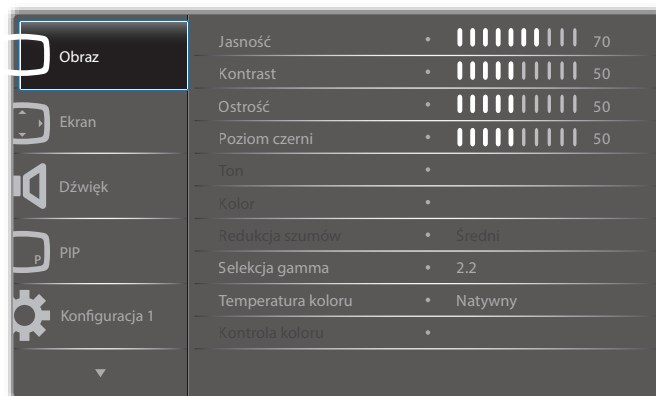 Obraz
Ekran
Dźwięk
P
PIP
Konfiguracja 1
Jasność • 70
Kontrast • 50
Ostrość • 50
Poziom czerni • 50
Ton •
Kolor •
Redukcja szumów • Średni
Selekcja gamma • 2.2
Temperatura koloru • Natywny
Kontrola koloru •